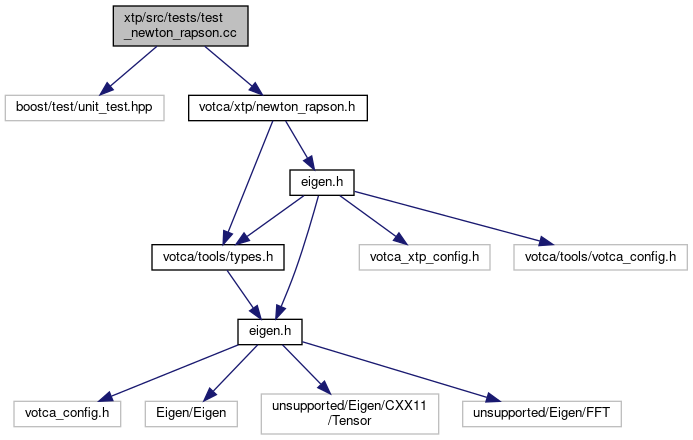 xtp/src/tests/test
_newton_rapson.cc
boost/test/unit_test.hpp
votca/xtp/newton_rapson.h
eigen.h
votca/tools/types.h
votca_xtp_config.h
votca/tools/votca_config.h
eigen.h
votca_config.h
Eigen/Eigen
unsupported/Eigen/CXX11
/Tensor
unsupported/Eigen/FFT